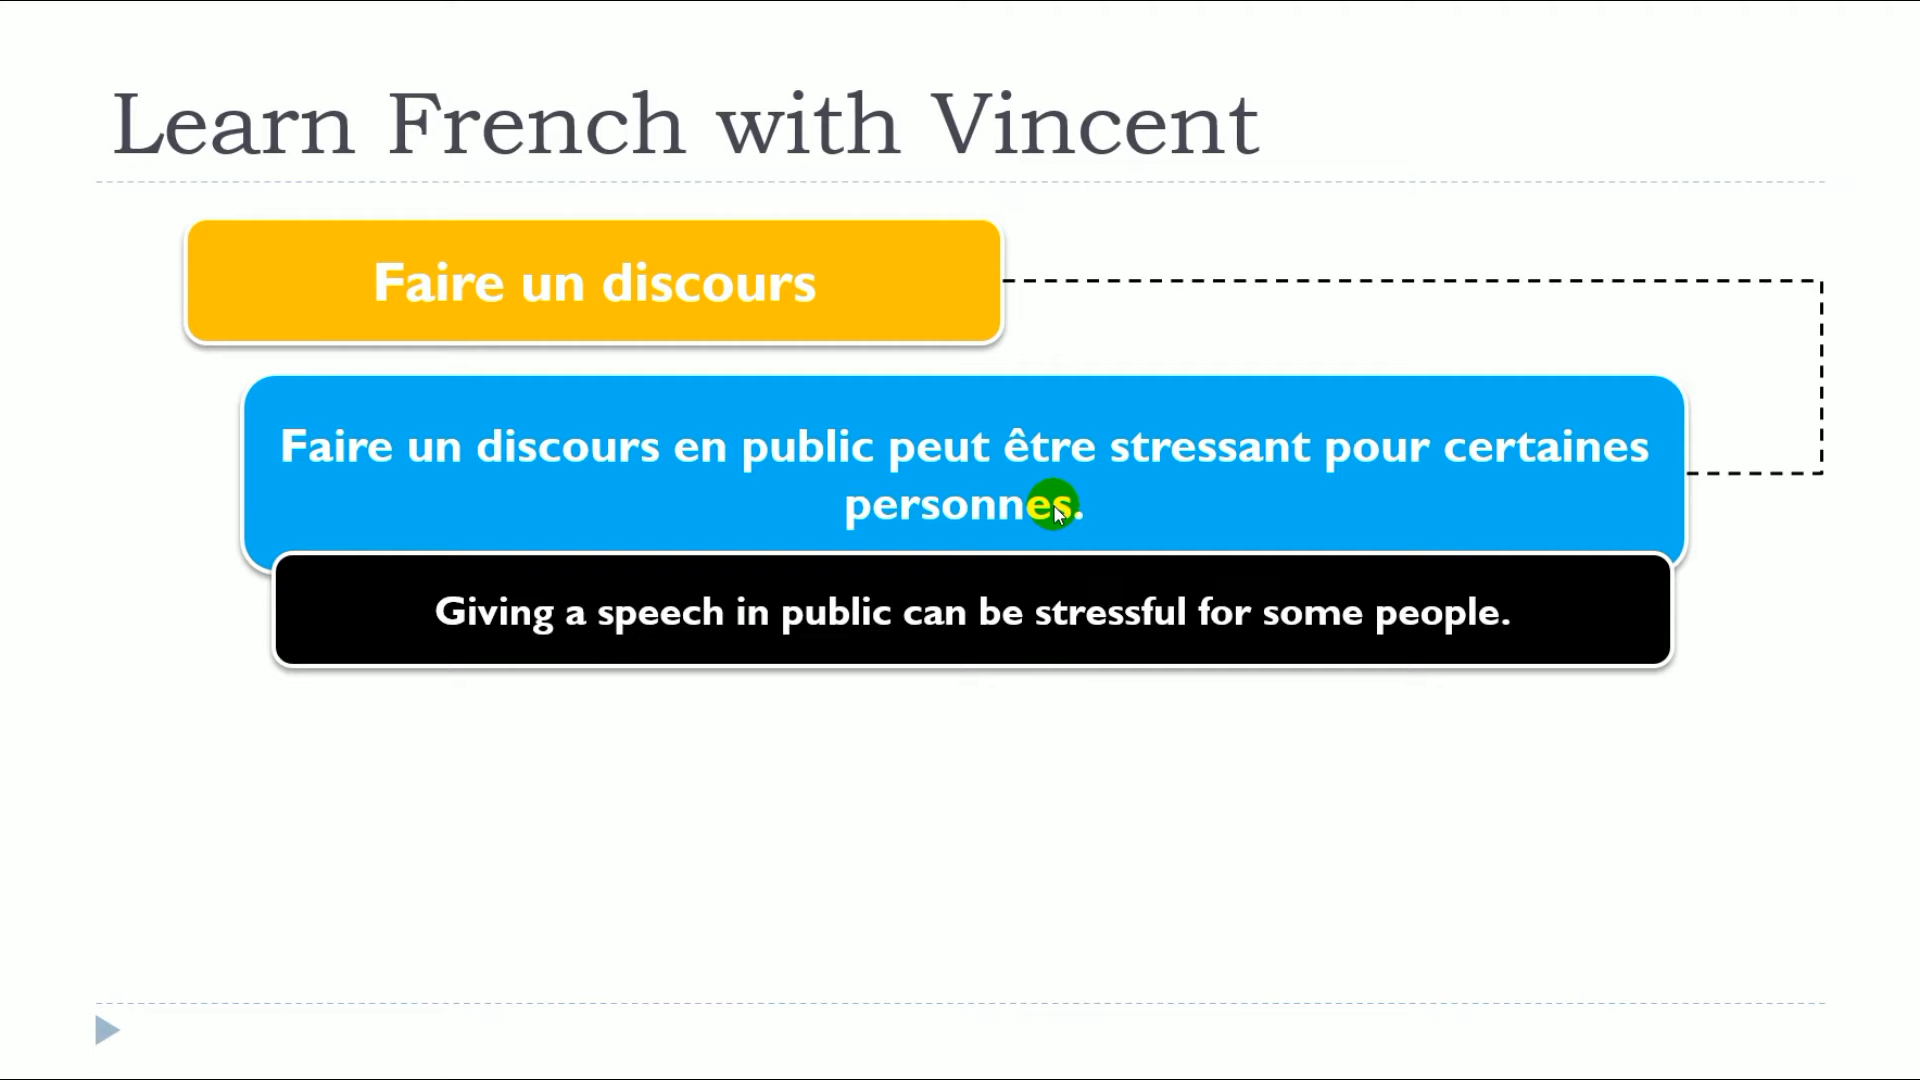 Learn French with Vincent
Faire un discours
Faire un discours en public peut être stressant pour certaines
personnes.
Giving a speech in public can be stressful for some people.